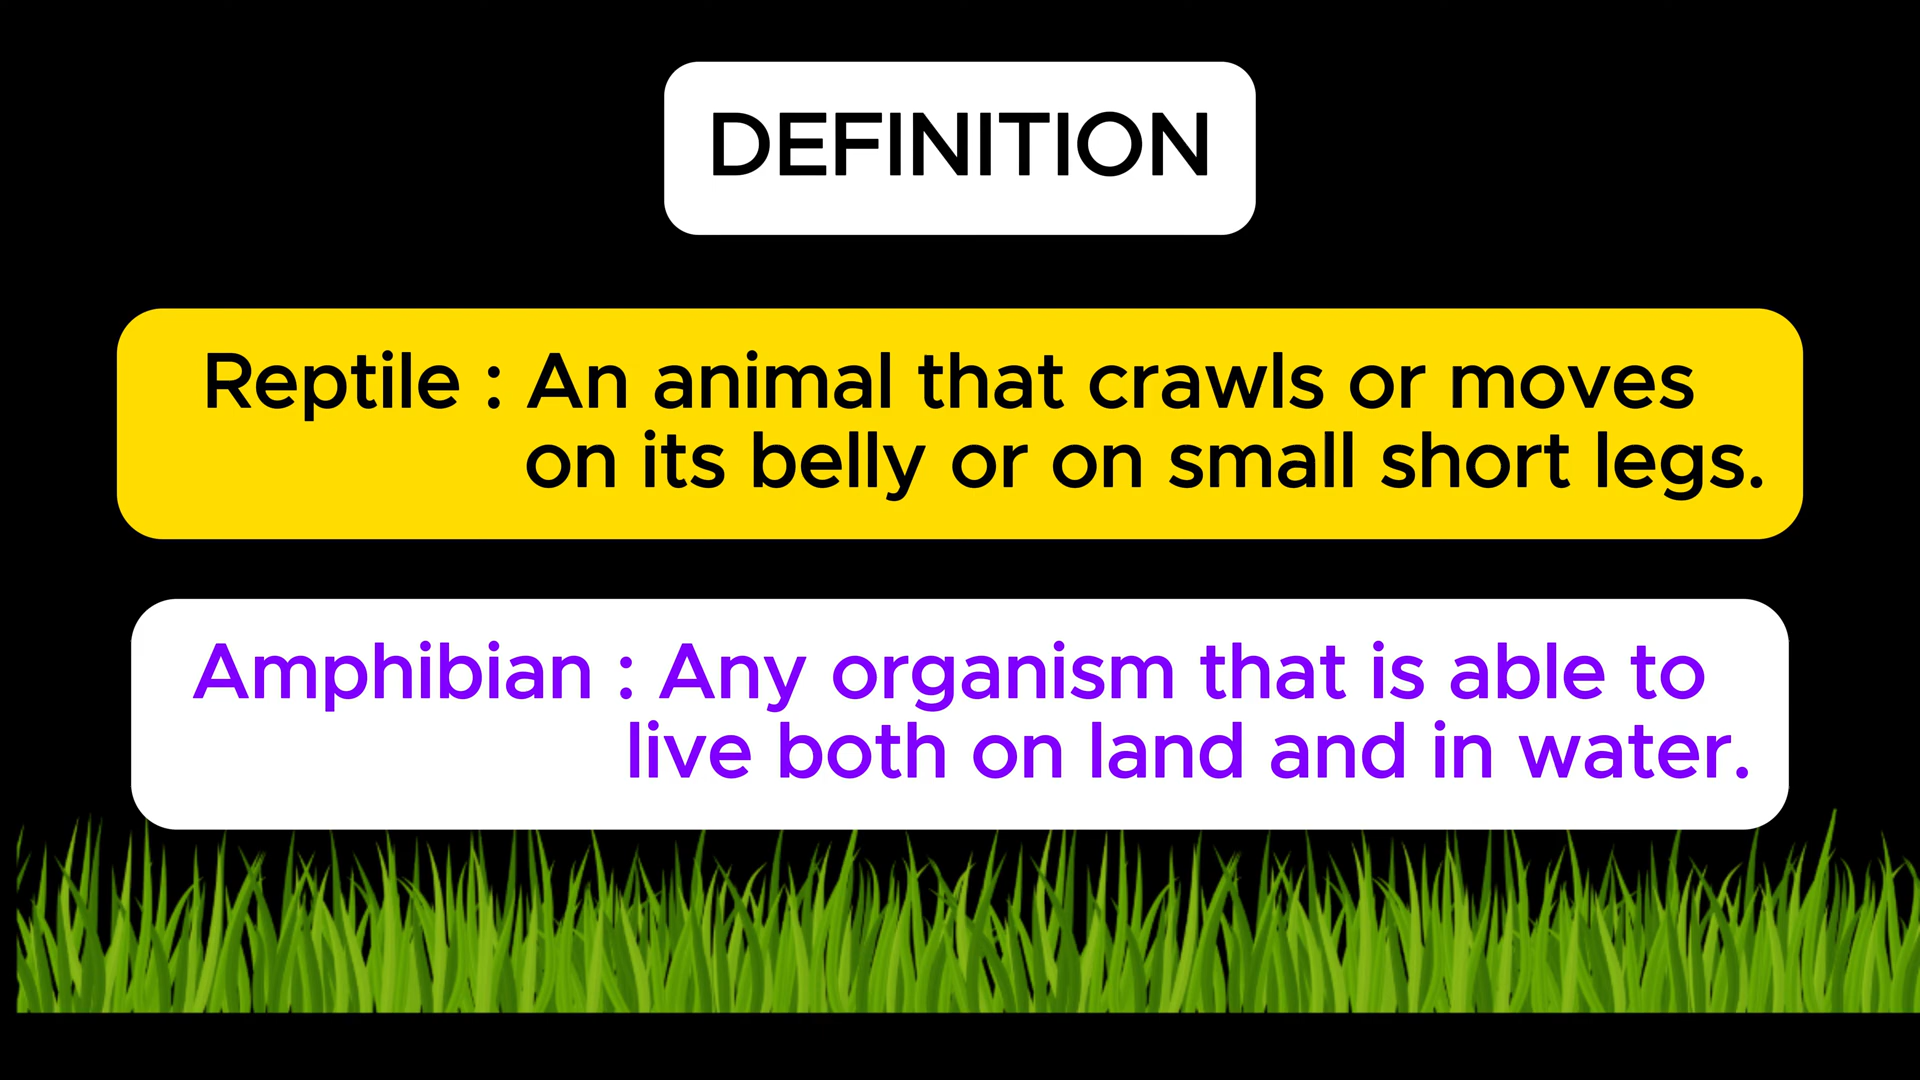 DEFINITION
Reptile : An animal that crawls or moves
on its belly or on small short legs.
Amphibian : Any organism that is able to
live both on land and in water.